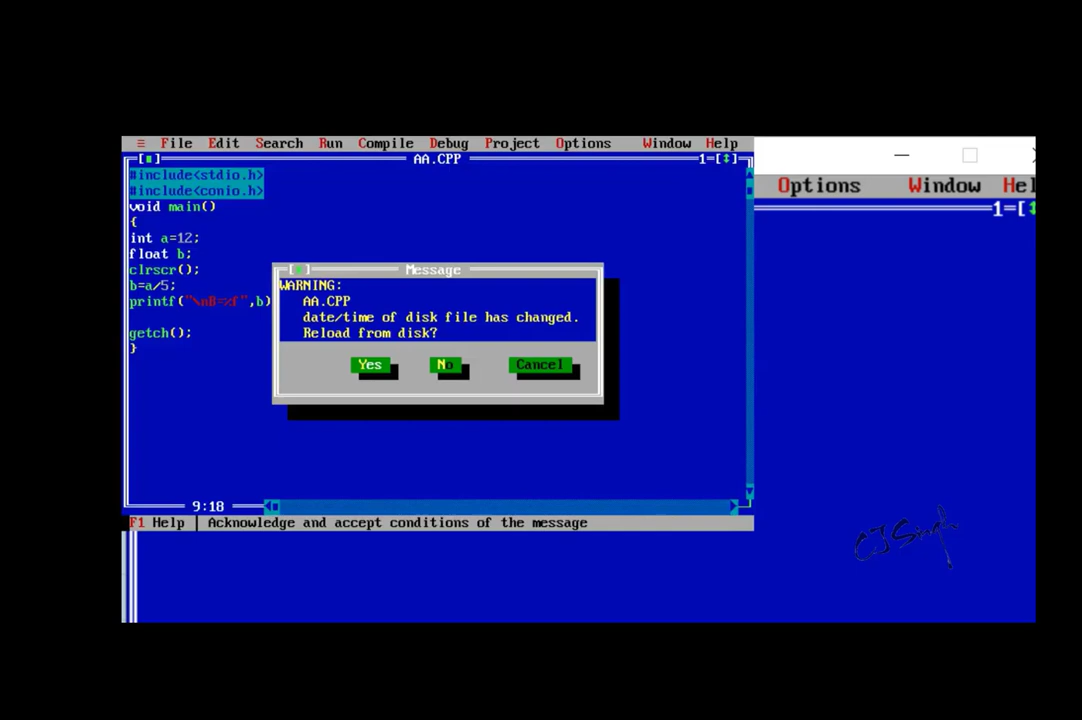 ≡ File Edit Search Run Compile Debug Project Options Window Help
AA.CPP 1=[↕]
#include<stdio.h>
#include<conio.h>
void main()
{
int a=12;
float b;
clrscr();
b=a/5;
printf("\nB=%f",b)
getch();
}
Message
WARNING:
AA.CPP
date/time of disk file has changed.
Reload from disk?
Yes No Cancel
9:18
F1 Help | Acknowledge and accept conditions of the message
Options Window Hel
1=[↕
CJSingh